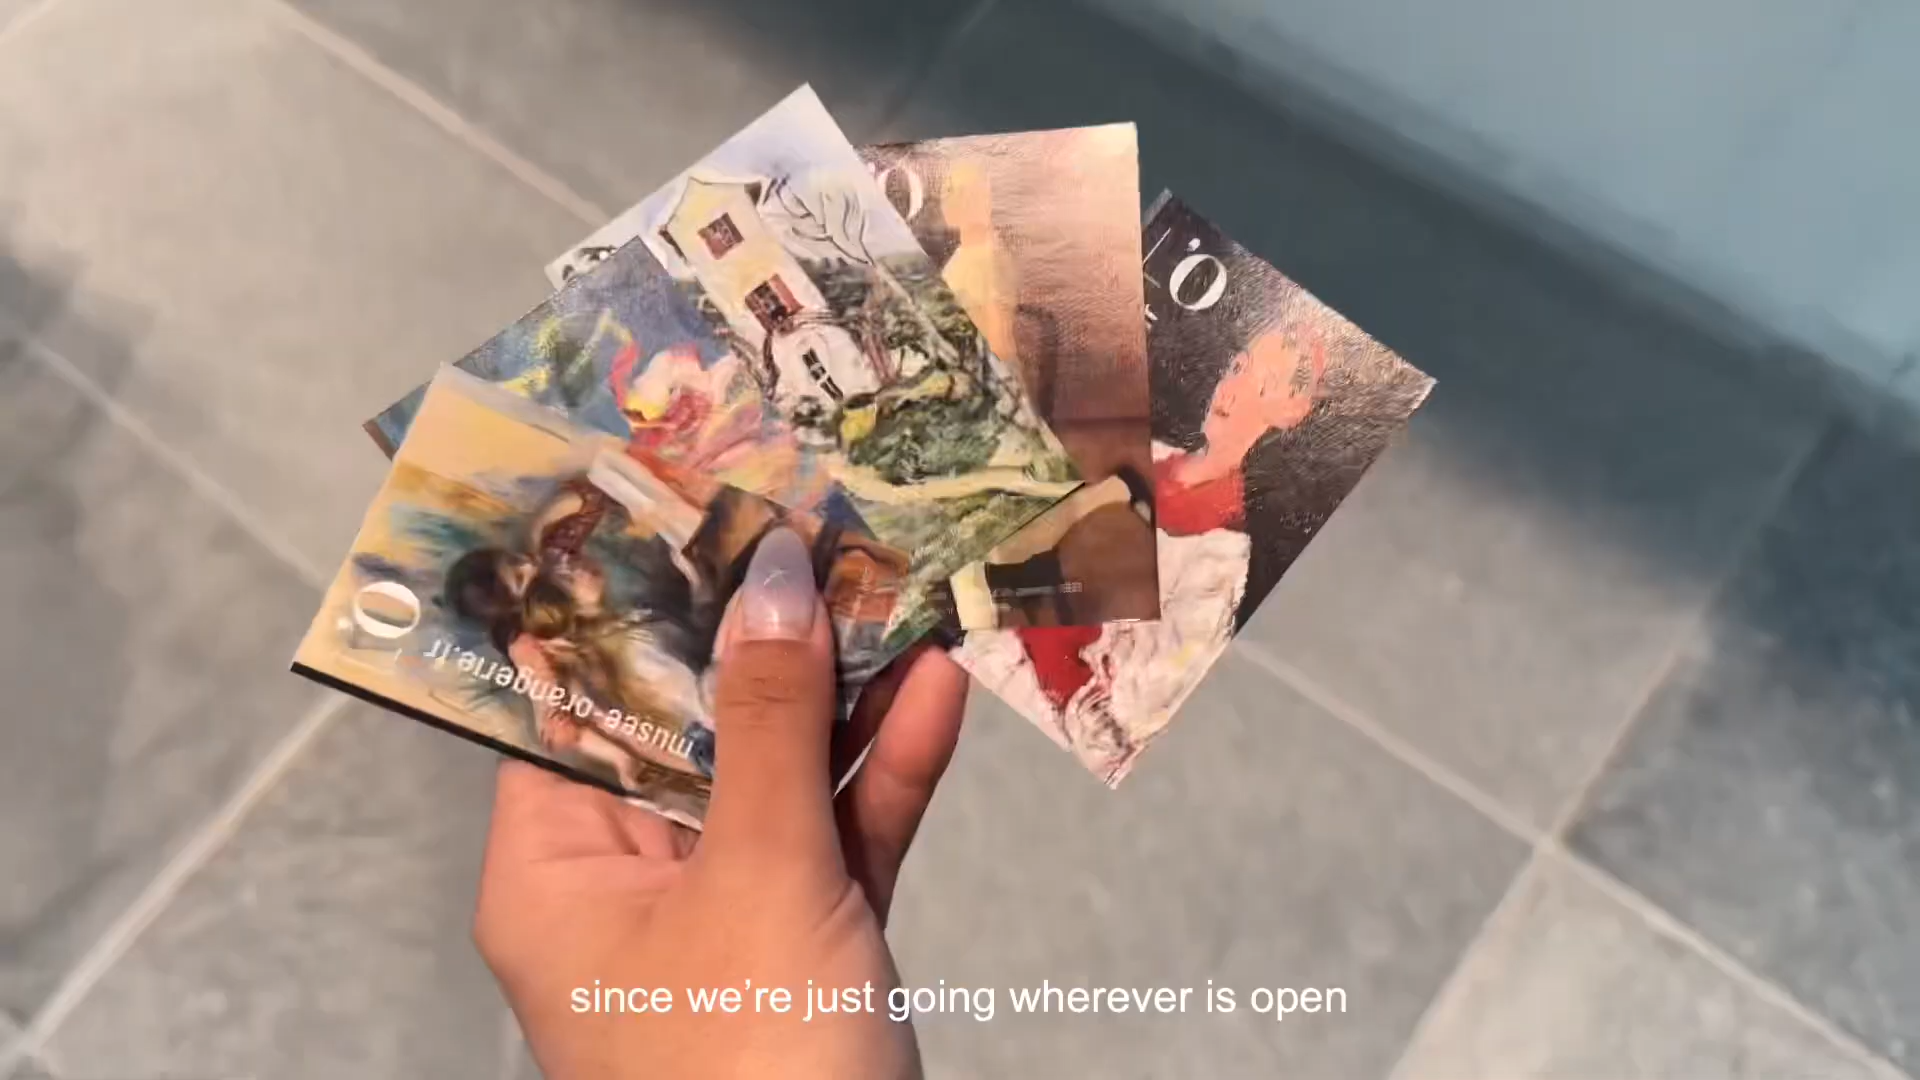 'O
'O
musee-orangerie.fr
'O
since we’re just going wherever is open